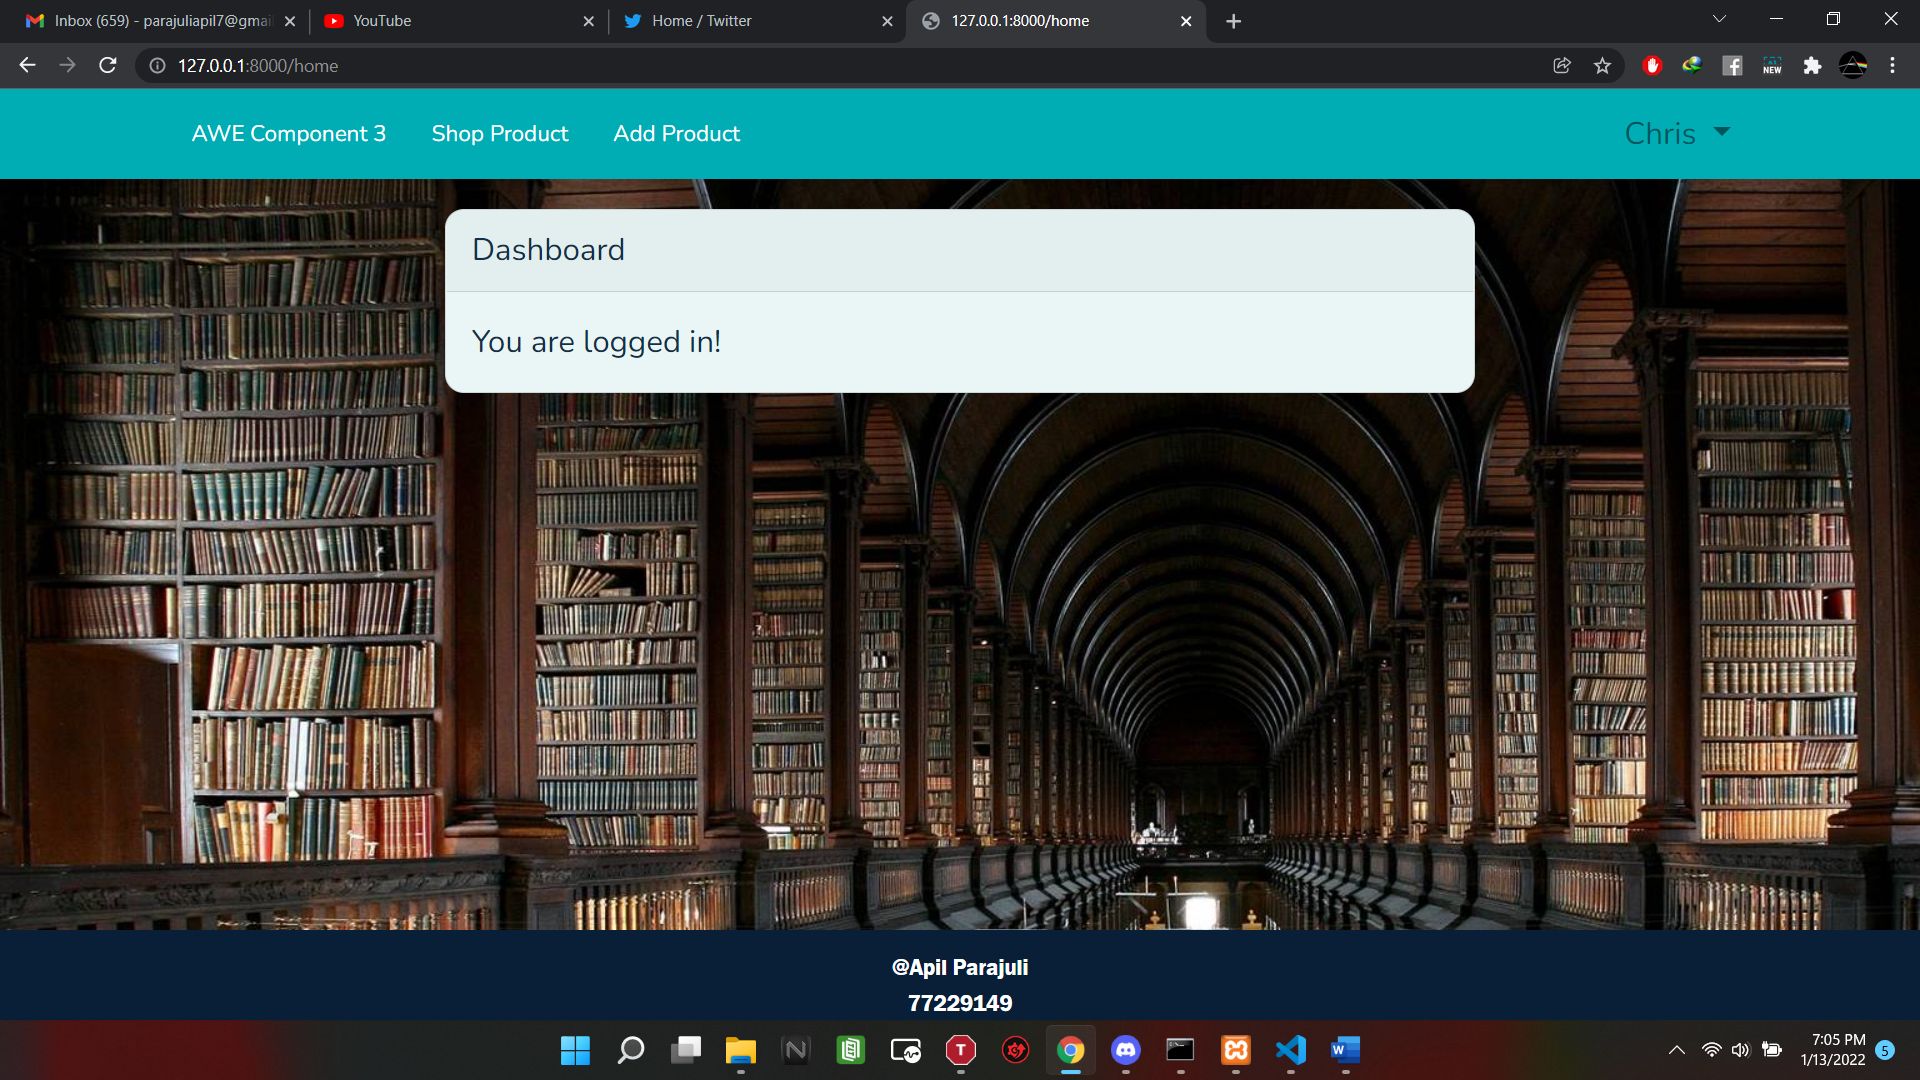 Inbox (659) - parajuliapil7@gmai
YouTube
Home / Twitter
127.0.0.1:8000/home
127.0.0.1:8000/home
NEW
AWE Component 3
Shop Product
Add Product
Chris
Dashboard
You are logged in!
@Apil Parajuli
77229149
7:05 PM
1/13/2022
5